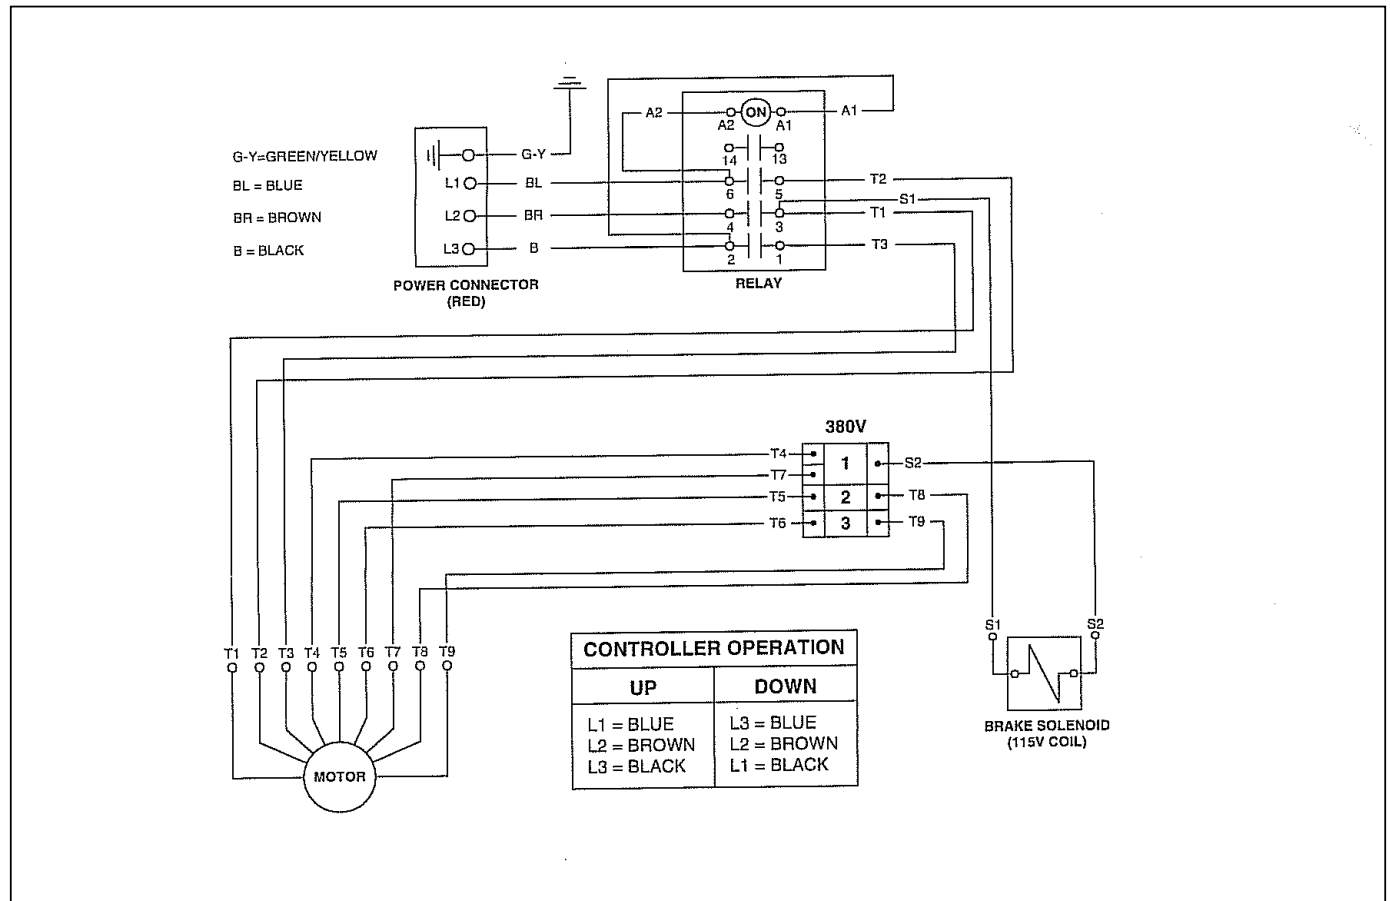 A2 ON A1
A2 A1
G-Y=GREEN/YELLOW
G-Y
14 13
BL = BLUE
L1 BL
6 5
T2
S1
BR = BROWN
L2 BR
4 3
T1
B = BLACK
L3 B
2 1
T3
POWER CONNECTOR
(RED)
RELAY
380V
T4 1 S2
T7
T5 2 T8
T6 3 T9
T1 T2 T3 T4 T5 T6 T7 T8 T9
MOTOR
CONTROLLER OPERATION
UP DOWN
L1 = BLUE L3 = BLUE
L2 = BROWN L2 = BROWN
L3 = BLACK L1 = BLACK
S1 S2
BRAKE SOLENOID
(115V COIL)